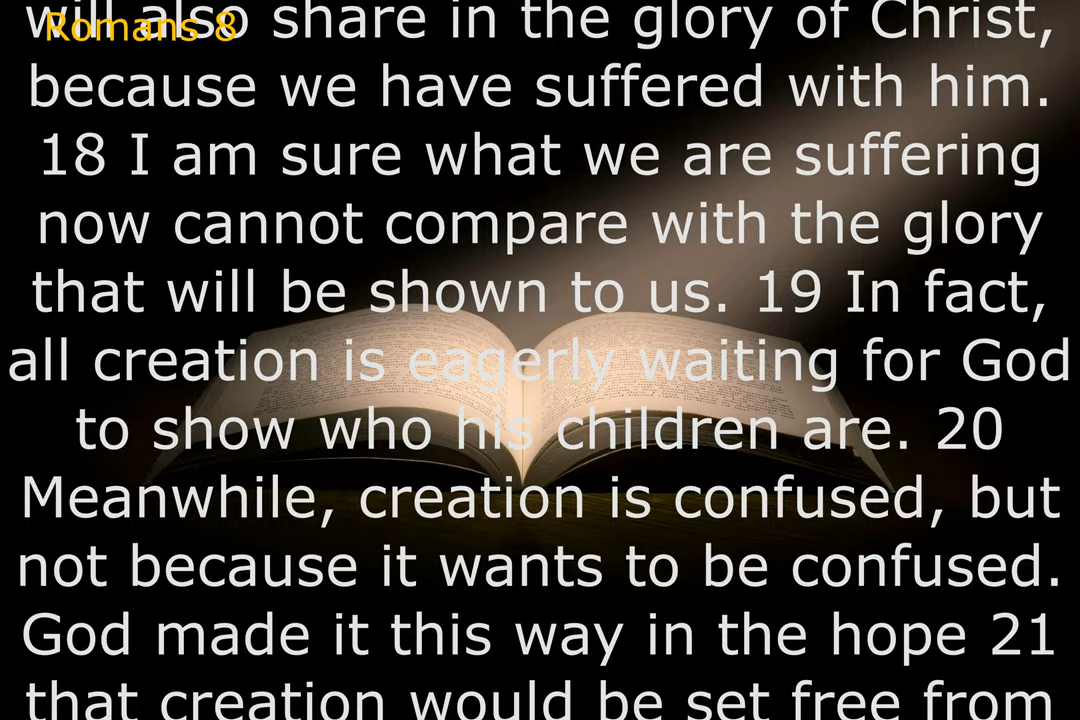 Romans 8
will also share in the glory of Christ,
because we have suffered with him.
18 I am sure what we are suffering
now cannot compare with the glory
that will be shown to us. 19 In fact,
all creation is eagerly waiting for God
to show who his children are. 20
Meanwhile, creation is confused, but
not because it wants to be confused.
God made it this way in the hope 21
that creation would be set free from